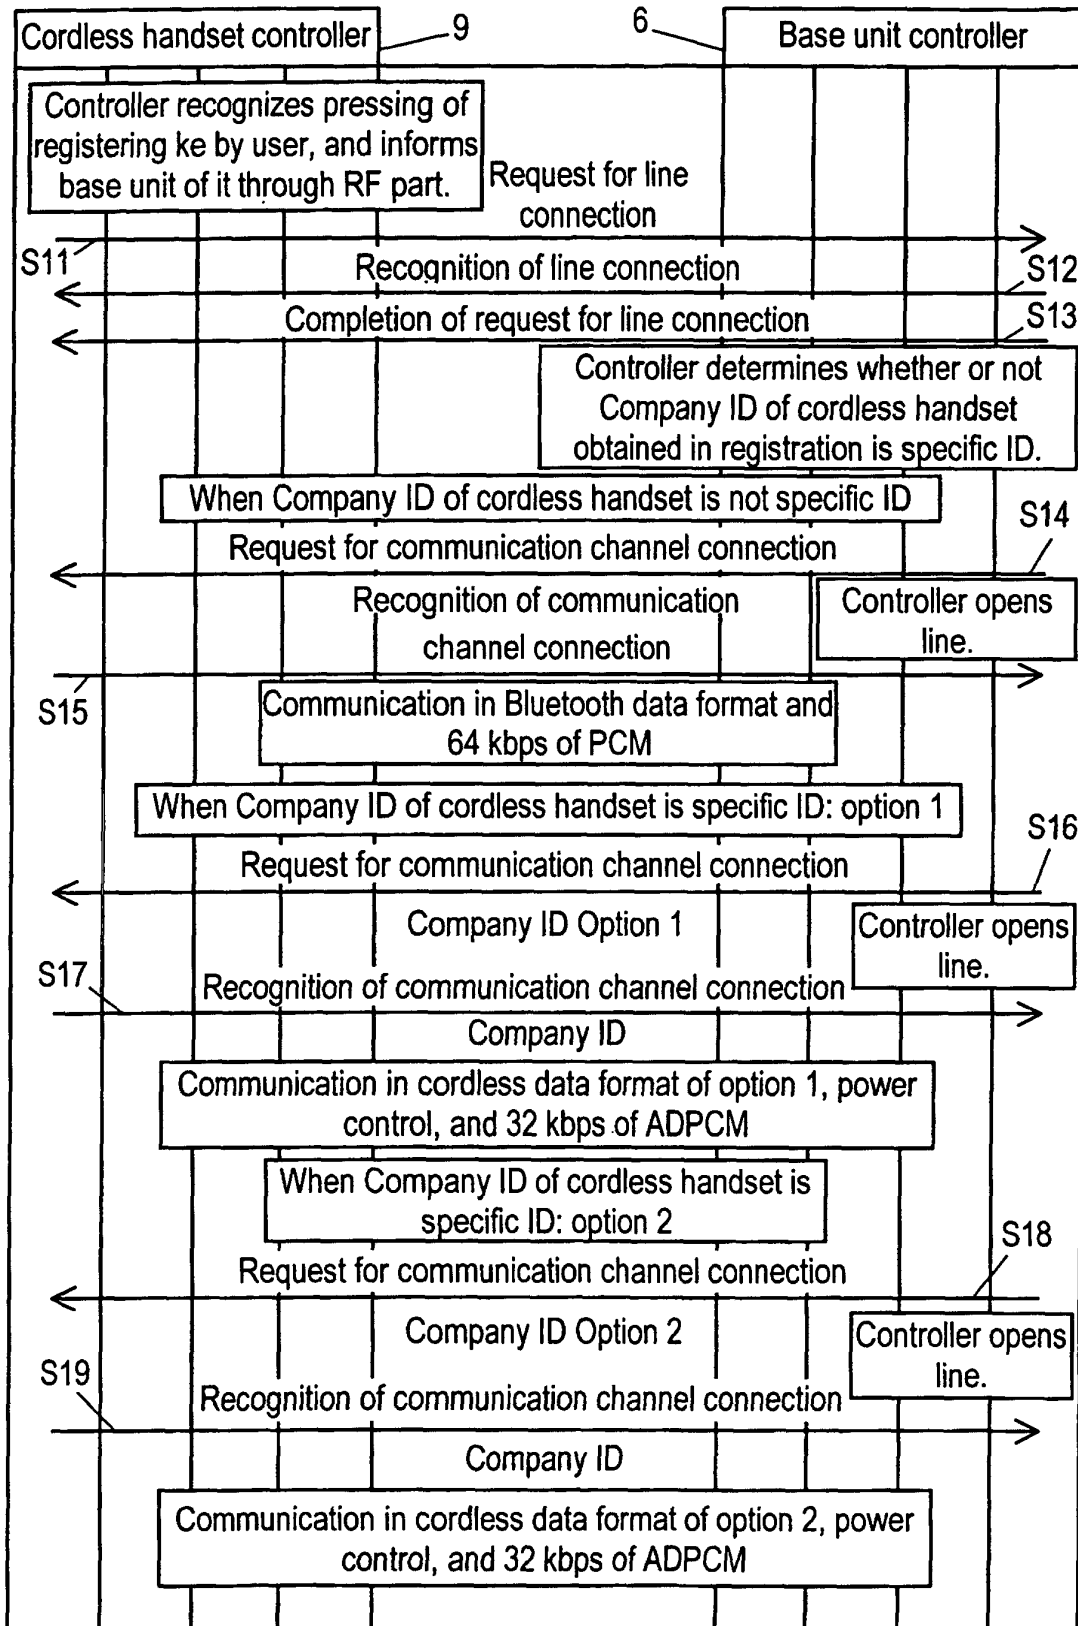 Cordless handset controller
9
6
Base unit controller
Controller recognizes pressing of
registering ke by user, and informs
base unit of it through RF part.
Request for line
connection
S11
Recognition of line connection
S12
Completion of request for line connection
S13
Controller determines whether or not
Company ID of cordless handset
obtained in registration is specific ID.
When Company ID of cordless handset is not specific ID
S14
Request for communication channel connection
Recognition of communication
channel connection
Controller opens
line.
S15
Communication in Bluetooth data format and
64 kbps of PCM
When Company ID of cordless handset is specific ID: option 1
S16
Request for communication channel connection
Company ID Option 1
Controller opens
line.
S17
Recognition of communication channel connection
Company ID
Communication in cordless data format of option 1, power
control, and 32 kbps of ADPCM
When Company ID of cordless handset is
specific ID: option 2
S18
Request for communication channel connection
Company ID Option 2
Controller opens
line.
S19
Recognition of communication channel connection
Company ID
Communication in cordless data format of option 2, power
control, and 32 kbps of ADPCM